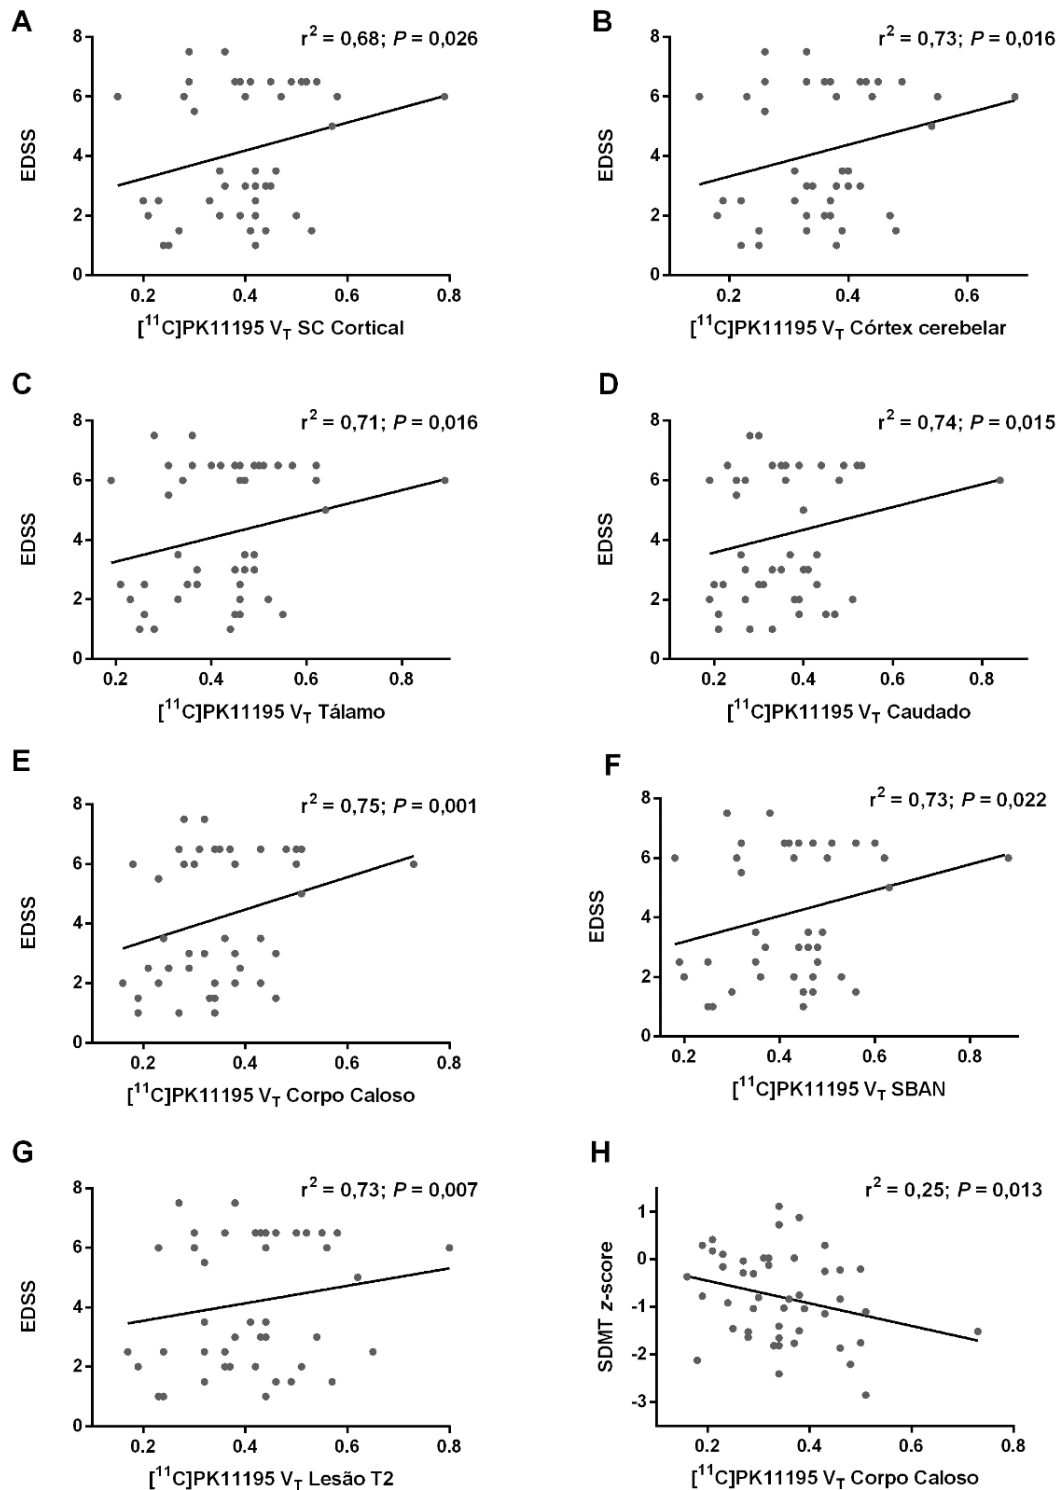 A
r2 = 0,68; P = 0,026
8
6
4
2
0
EDSS
0.2 0.4 0.6 0.8
[11C]PK11195 VT SC Cortical
B
r2 = 0,73; P = 0,016
8
6
4
2
0
EDSS
0.2 0.4 0.6
[11C]PK11195 VT Córtex cerebelar
C
r2 = 0,71; P = 0,016
8
6
4
2
0
EDSS
0.2 0.4 0.6 0.8
[11C]PK11195 VT Tálamo
D
r2 = 0,74; P = 0,015
8
6
4
2
0
EDSS
0.2 0.4 0.6 0.8
[11C]PK11195 VT Caudado
E
r2 = 0,75; P = 0,001
8
6
4
2
0
EDSS
0.2 0.4 0.6 0.8
[11C]PK11195 VT Corpo Caloso
F
r2 = 0,73; P = 0,022
8
6
4
2
0
EDSS
0.2 0.4 0.6 0.8
[11C]PK11195 VT SBAN
G
r2 = 0,73; P = 0,007
8
6
4
2
0
EDSS
0.2 0.4 0.6 0.8
[11C]PK11195 VT Lesão T2
H
r2 = 0,25; P = 0,013
1
0
-1
-2
-3
SDMT z-score
0.2 0.4 0.6 0.8
[11C]PK11195 VT Corpo Caloso